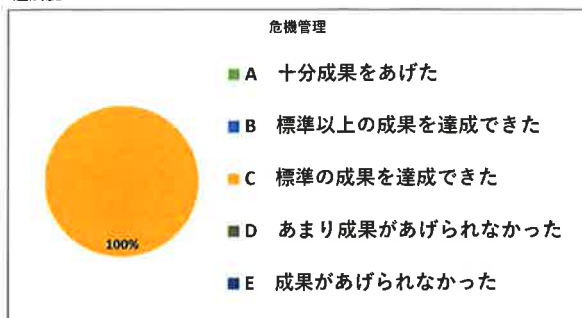 危機管理
A 十分成果をあげた
B 標準以上の成果を達成できた
C 標準の成果を達成できた
D あまり成果があげられなかった
E 成果があげられなかった
100%